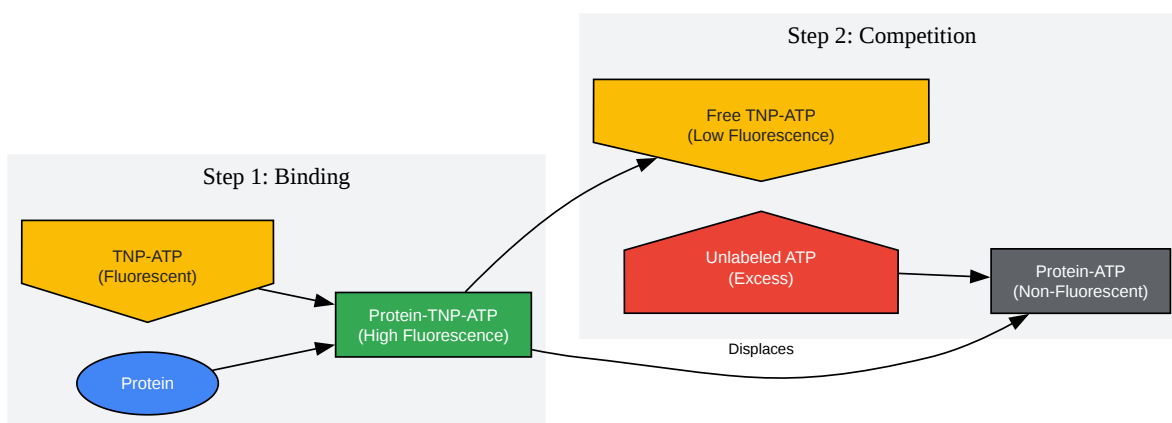 Step 1: Binding
TNP-ATP
(Fluorescent)
Protein
Protein-TNP-ATP
(High Fluorescence)
Step 2: Competition
Free TNP-ATP
(Low Fluorescence)
Unlabeled ATP
(Excess)
Protein-ATP
(Non-Fluorescent)
Displaces